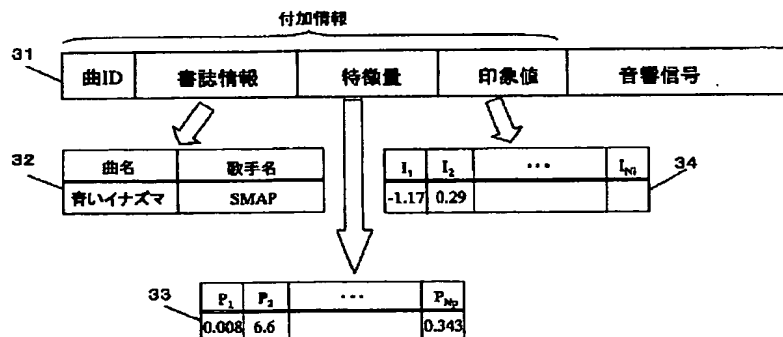 付加情報
31
曲ID 書誌情報 特徴量 印象値 音響信号
32
曲名 歌手名
青いイナズマ SMAP
I1 I2 ··· INi
34
-1.17 0.29
33
P1 P2 ··· PNp
0.008 6.6 0.343